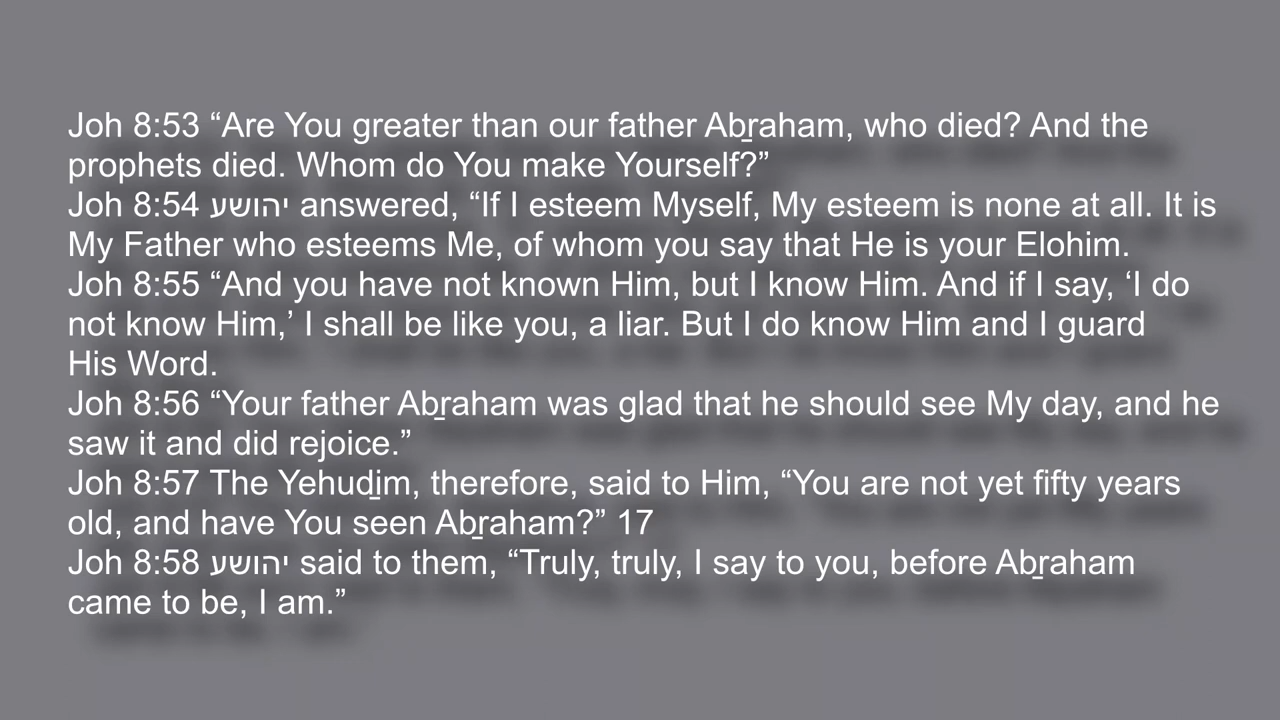 Joh 8:53 “Are You greater than our father Aḇraham, who died? And the
prophets died. Whom do You make Yourself?”
Joh 8:54 יהושע answered, “If I esteem Myself, My esteem is none at all. It is
My Father who esteems Me, of whom you say that He is your Elohim.
Joh 8:55 “And you have not known Him, but I know Him. And if I say, ‘I do
not know Him,’ I shall be like you, a liar. But I do know Him and I guard
His Word.
Joh 8:56 “Your father Aḇraham was glad that he should see My day, and he
saw it and did rejoice.”
Joh 8:57 The Yehuḏim, therefore, said to Him, “You are not yet fifty years
old, and have You seen Aḇraham?” 17
Joh 8:58 יהושע said to them, “Truly, truly, I say to you, before Aḇraham
came to be, I am.”